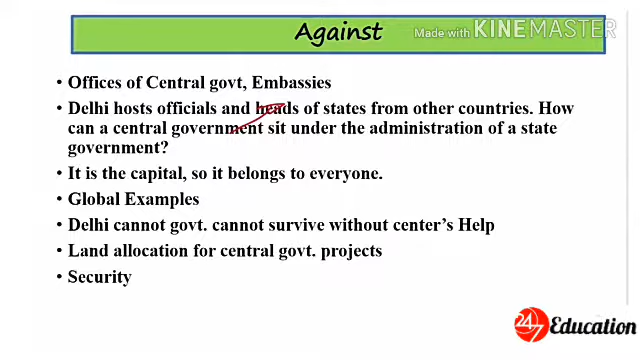 Against
Made with KINEMASTER
• Offices of Central govt, Embassies
• Delhi hosts officials and heads of states from other countries. How
can a central government sit under the administration of a state
government?
• It is the capital, so it belongs to everyone.
• Global Examples
• Delhi cannot govt. cannot survive without center's Help
• Land allocation for central govt. projects
• Security
24/7 Education